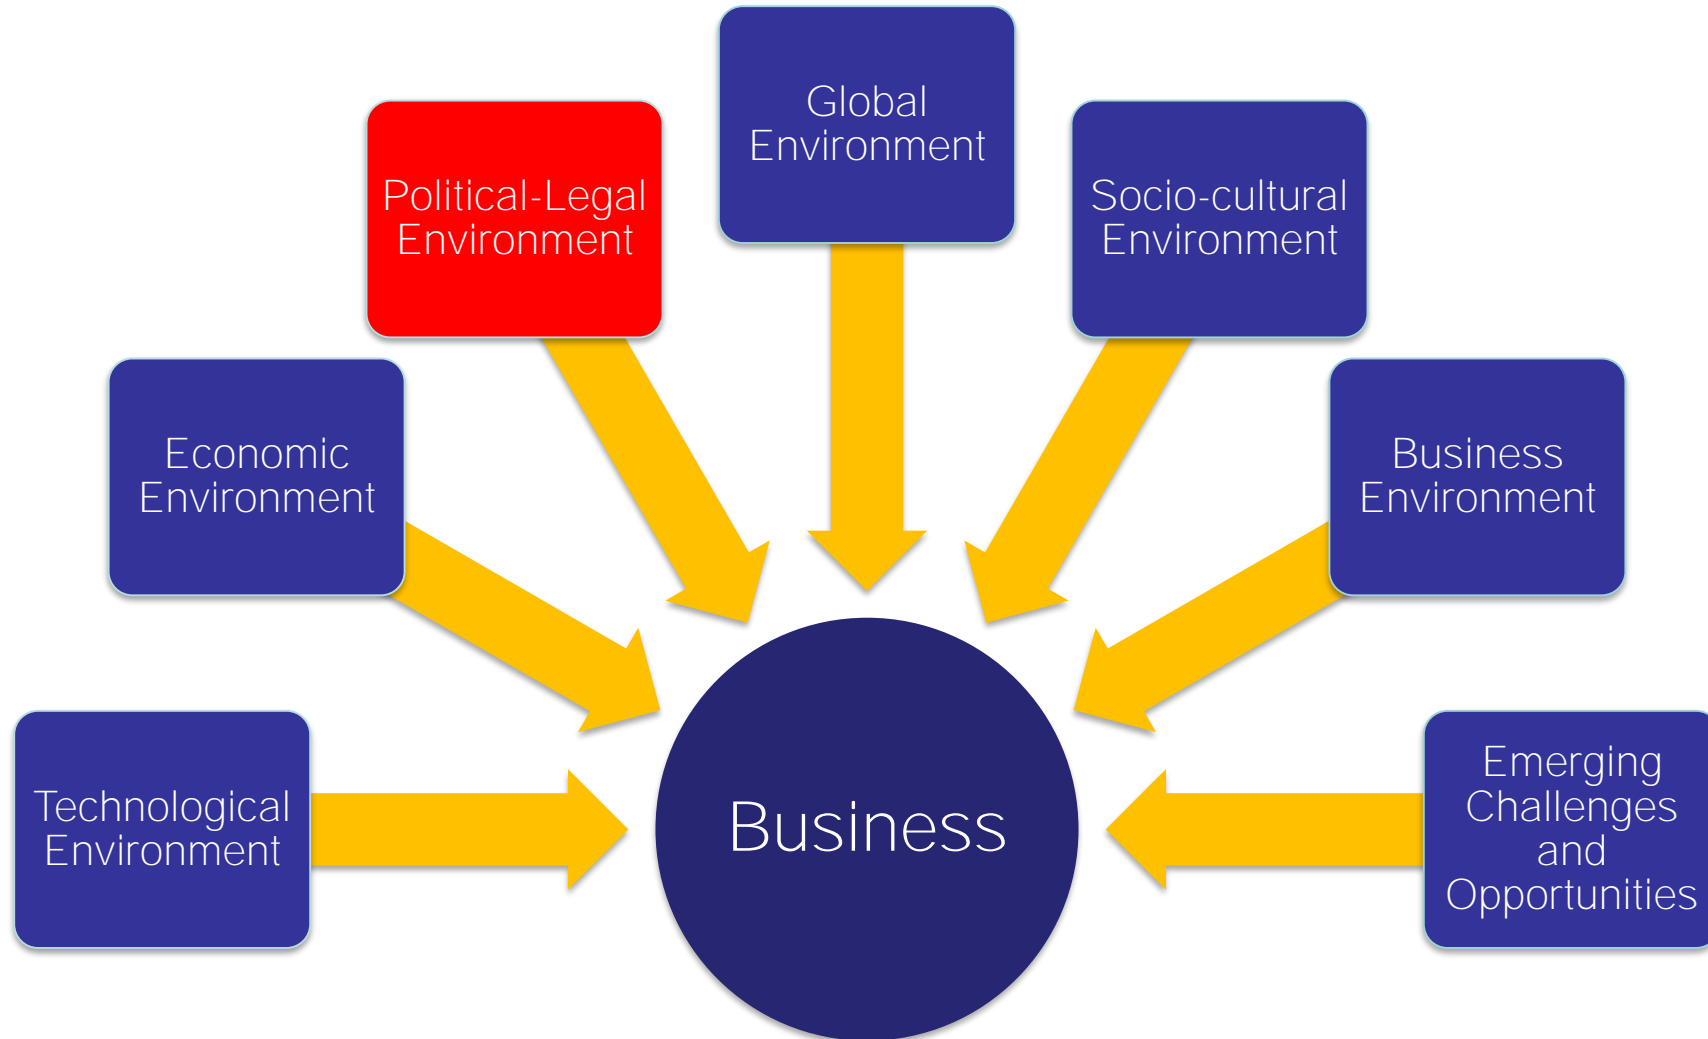 Global
Environment
Political-Legal
Environment
Socio-cultural
Environment
Economic
Environment
Business
Environment
Technological
Environment
Business
Emerging
Challenges
and
Opportunities